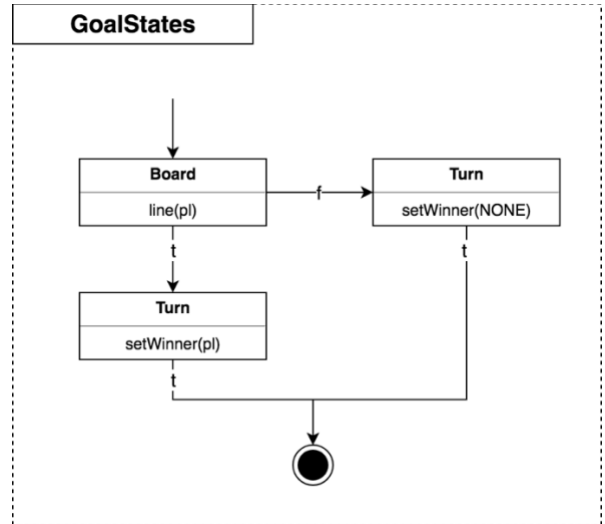 GoalStates
Board
line(pl)
f
Turn
setWinner(NONE)
t
t
Turn
setWinner(pl)
t